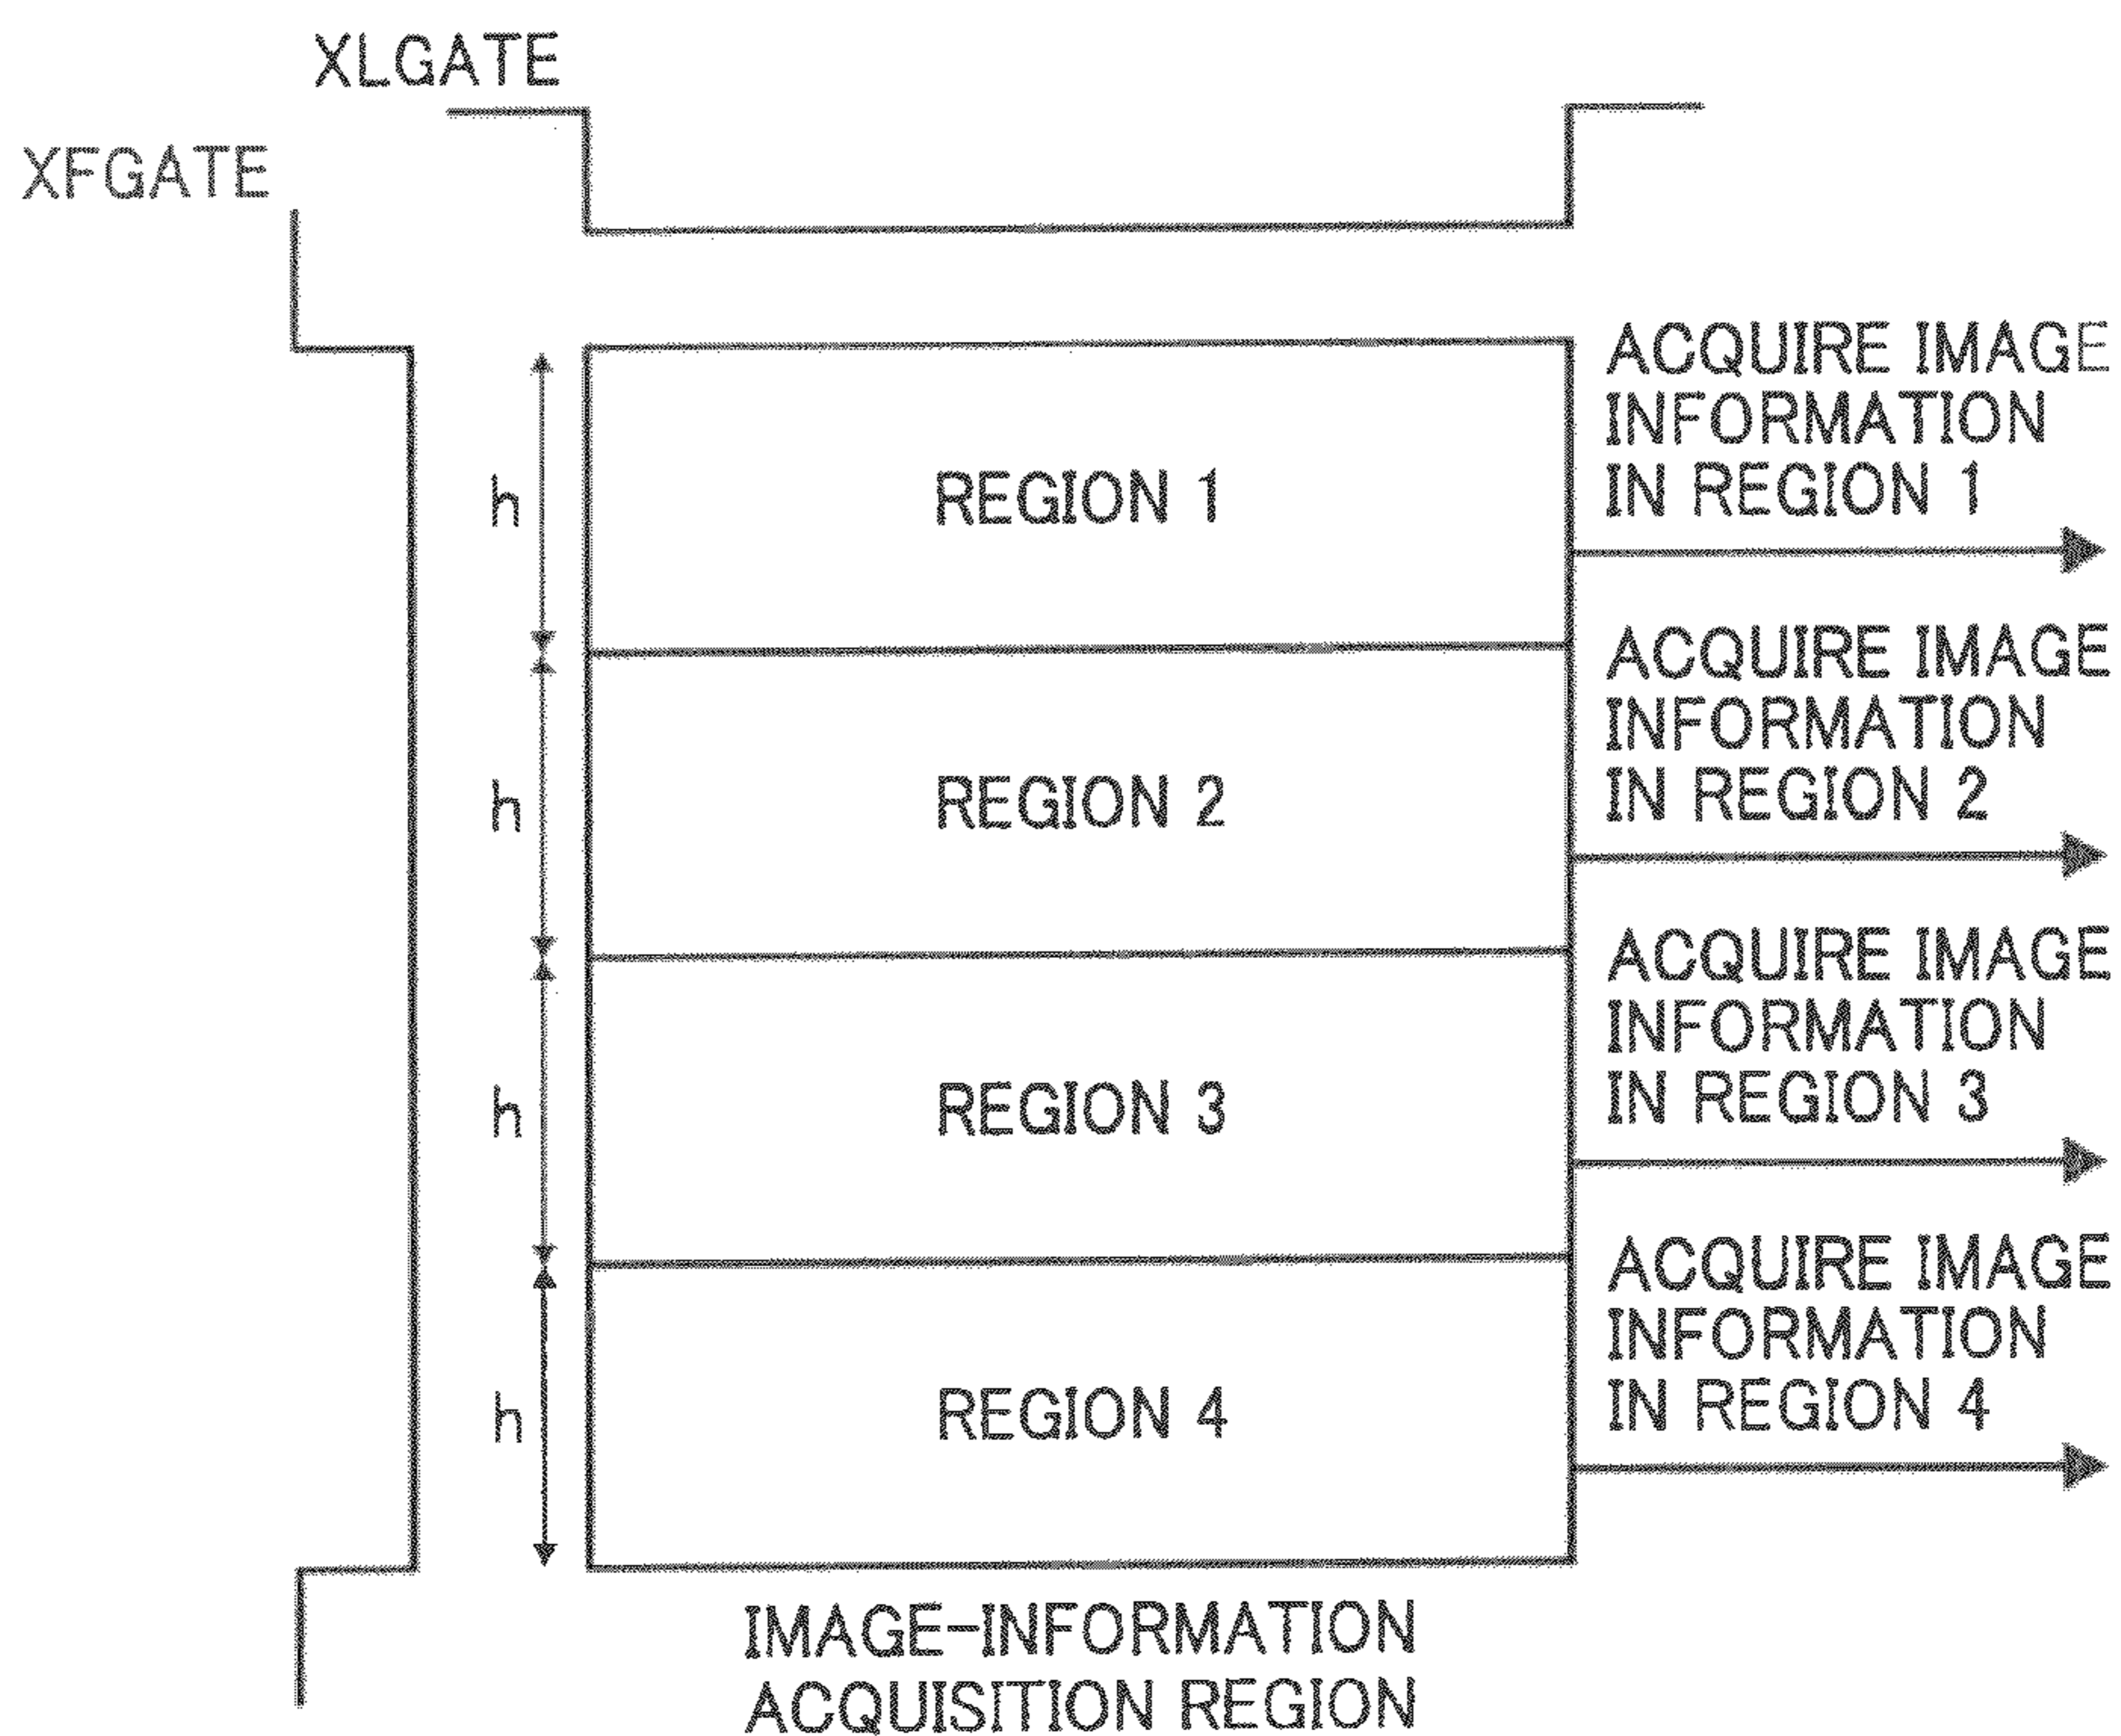 XLGATE
XFGATE
ACQUIRE IMAGE
INFORMATION
IN REGION 1
h
REGION 1
ACQUIRE IMAGE
INFORMATION
IN REGION 2
h
REGION 2
ACQUIRE IMAGE
INFORMATION
IN REGION 3
h
REGION 3
ACQUIRE IMAGE
INFORMATION
IN REGION 4
h
REGION 4
IMAGE-INFORMATION
ACQUISITION REGION